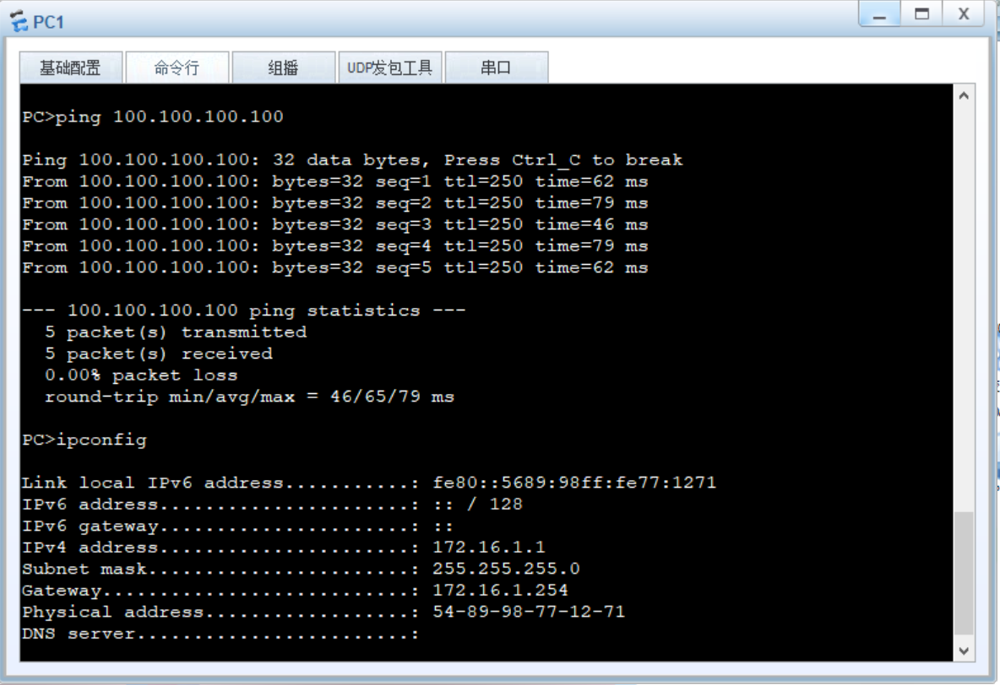 PC1
基础配置 命令行 组播 UDP发包工具 串口
PC>ping 100.100.100.100
Ping 100.100.100.100: 32 data bytes, Press Ctrl_C to break
From 100.100.100.100: bytes=32 seq=1 ttl=250 time=62 ms
From 100.100.100.100: bytes=32 seq=2 ttl=250 time=79 ms
From 100.100.100.100: bytes=32 seq=3 ttl=250 time=46 ms
From 100.100.100.100: bytes=32 seq=4 ttl=250 time=79 ms
From 100.100.100.100: bytes=32 seq=5 ttl=250 time=62 ms
--- 100.100.100.100 ping statistics ---
5 packet(s) transmitted
5 packet(s) received
0.00% packet loss
round-trip min/avg/max = 46/65/79 ms
PC>ipconfig
Link local IPv6 address...........: fe80::5689:98ff:fe77:1271
IPv6 address......................: :: / 128
IPv6 gateway......................: ::
IPv4 address......................: 172.16.1.1
Subnet mask.......................: 255.255.255.0
Gateway...........................: 172.16.1.254
Physical address..................: 54-89-98-77-12-71
DNS server........................: